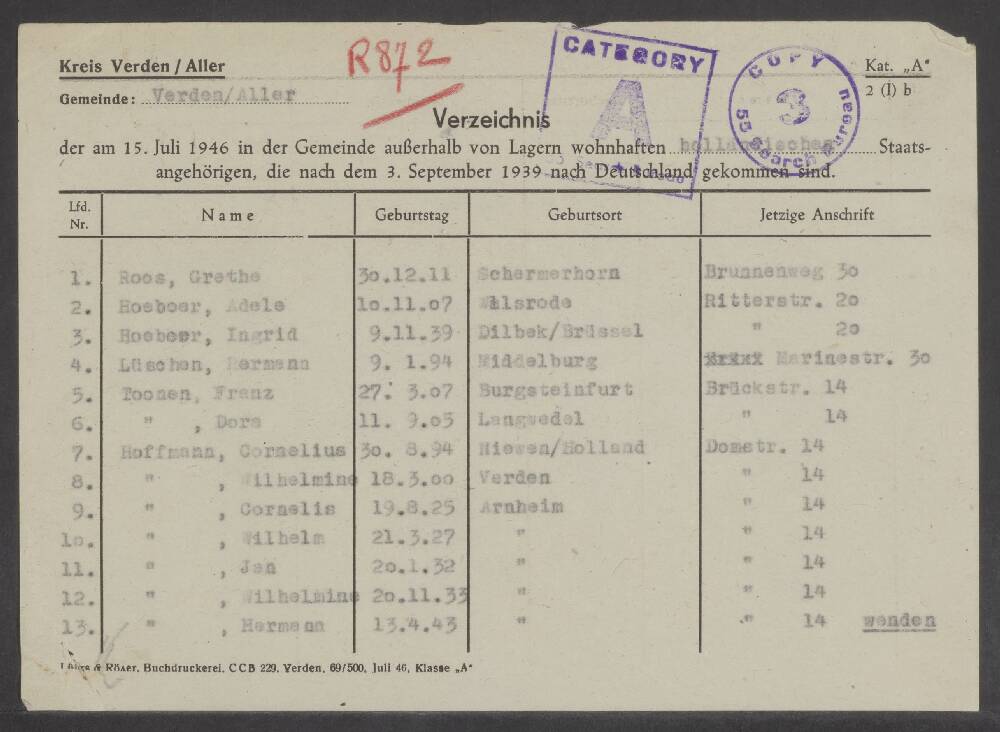 R872
CATEGORY
A
COPY
3
55 Search Bureau
Kreis Verden/Aller
Kat. „A"
Gemeinde: Verden/Aller
2 (I) b
Verzeichnis
der am 15. Juli 1946 in der Gemeinde außerhalb von Lagern wohnhaften holländischen Staats-
angehörigen, die nach dem 3. September 1939 nach Deutschland gekommen sind.
Lfd. Nr. Name Geburtstag Geburtsort Jetzige Anschrift
1. Roos, Grethe 30.12.11 Schermerhorn Brunnenweg 30
2. Hoeboer, Adele 10.11.07 Walsrode Ritterstr. 20
3. Hoeboer, Ingrid 9.11.39 Dilbek/Brüssel " 20
4. Lüschen, Hermann 9. 1.94 Middelburg Marinestr. 30
5. Toonen, Franz 27. 3.07 Burgsteinfurt Brückstr. 14
6. " , Dora 11. 9.05 Langwedel " 14
7. Hoffmann, Cornelius 30. 8.94 /Holland Domstr. 14
8. " , Wilhelmine 18.3.00 Verden " 14
9. " , Cornelis 19.8.25 Arnheim " 14
10. " , Wilhelm 21.3.27 " " 14
11. " , Jan 20.1.32 " " 14
12. " , Wilhelmine 20.11.33 " " 14
13. " , Hermann 13.4.43 " " 14 wenden
& Buchdruckerei, CCB 229, Verden, 69/500, Juli 46, Klasse „A"